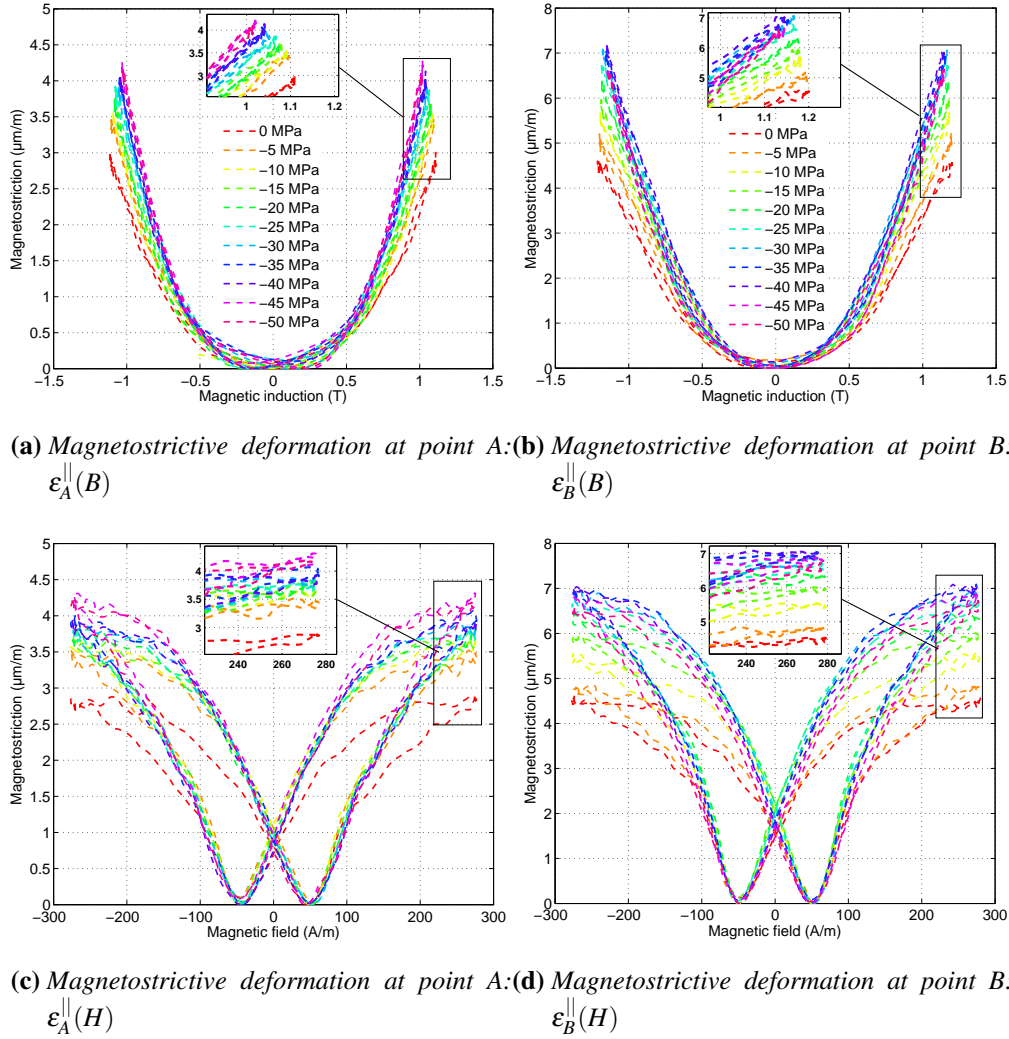 5
4.5
4
3.5
3
2.5
2
1.5
1
0.5
0
Magnetostriction (μm/m)
4
3.5
3
1
1.1
1.2
0 MPa
−5 MPa
−10 MPa
−15 MPa
−20 MPa
−25 MPa
−30 MPa
−35 MPa
−40 MPa
−45 MPa
−50 MPa
−1.5 −1 −0.5 0 0.5 1 1.5
Magnetic induction (T)
8
7
6
5
4
3
2
1
0
Magnetostriction (μm/m)
7
6
5
1
1.1
1.2
0 MPa
−5 MPa
−10 MPa
−15 MPa
−20 MPa
−25 MPa
−30 MPa
−35 MPa
−40 MPa
−45 MPa
−50 MPa
−1.5 −1 −0.5 0 0.5 1 1.5
Magnetic induction (T)
(a) Magnetostrictive deformation at point A:
ε_A^||(B)
(b) Magnetostrictive deformation at point B:
ε_B^||(B)
5
4.5
4
3.5
3
2.5
2
1.5
1
0.5
0
Magnetostriction (μm/m)
4
3.5
3
240 260 280
−300 −200 −100 0 100 200 300
Magnetic field (A/m)
8
7
6
5
4
3
2
1
0
Magnetostriction (μm/m)
7
6
5
240 260 280
−300 −200 −100 0 100 200 300
Magnetic field (A/m)
(c) Magnetostrictive deformation at point A:
ε_A^||(H)
(d) Magnetostrictive deformation at point B:
ε_B^||(H)